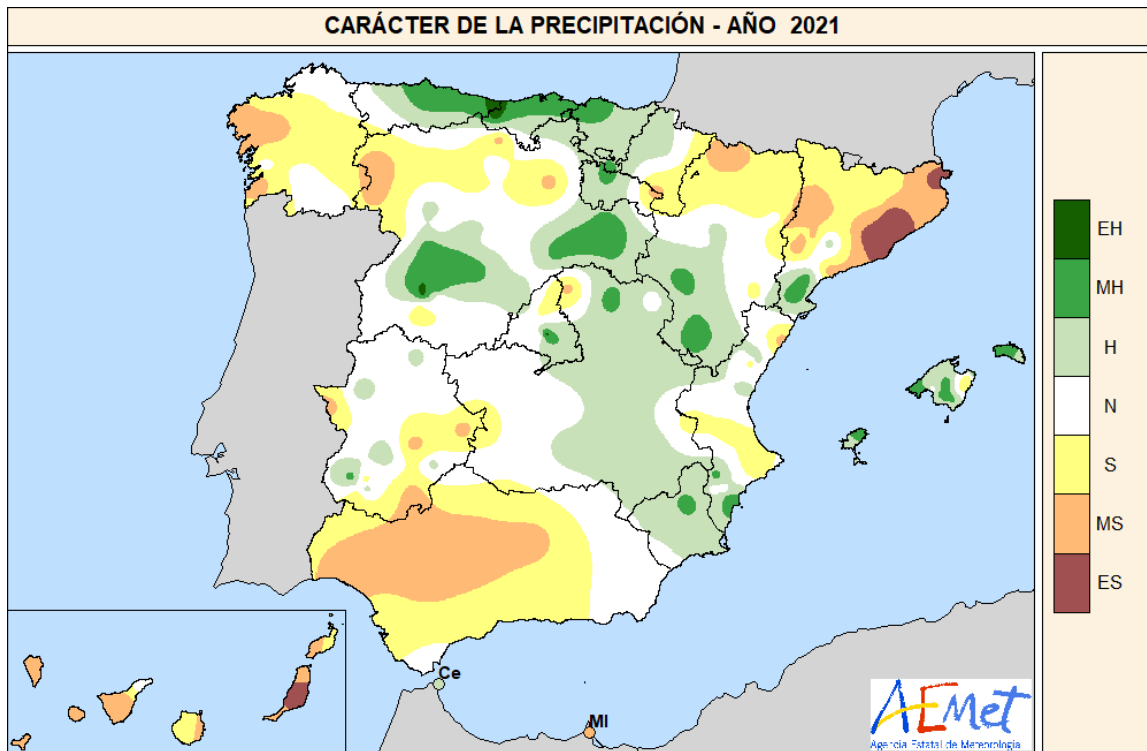 CARÁCTER DE LA PRECIPITACIÓN - AÑO 2021
EH
MH
H
N
S
MS
ES
Ce
Ml
AEMet
Agencia Estatal de Meteorología